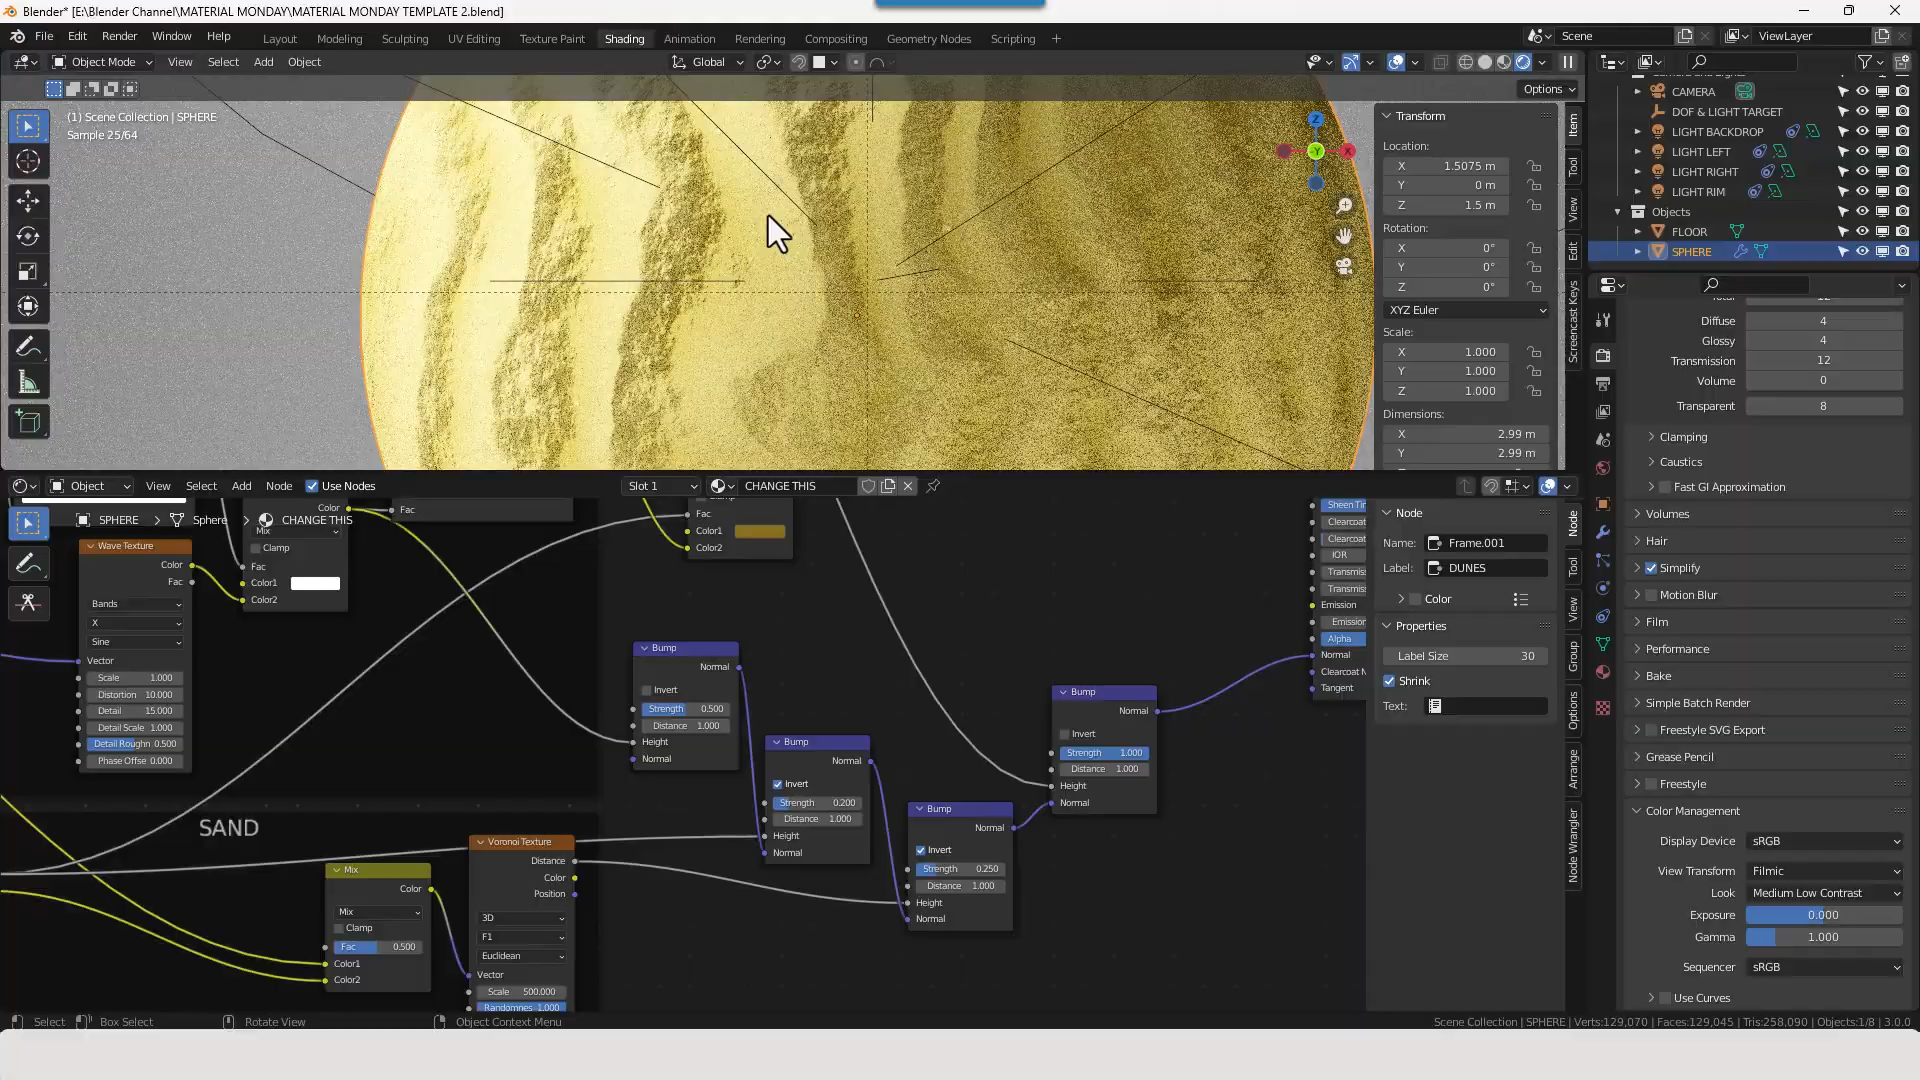 Blender* [E:\Blender Channel\MATERIAL MONDAY\MATERIAL MONDAY TEMPLATE 2.blend]
File Edit Render Window Help Layout Modeling Sculpting UV Editing Texture Paint Shading Animation Rendering Compositing Geometry Nodes Scripting + Scene ViewLayer
Object Mode View Select Add Object Global
Options
(1) Scene Collection | SPHERE
Sample 25/64
Z
Y
X
Transform
Location:
X 1.5075 m
Y 0 m
Z 1.5 m
Rotation:
X 0°
Y 0°
Z 0°
XYZ Euler
Scale:
X 1.000
Y 1.000
Z 1.000
Dimensions:
X 2.99 m
Y 2.99 m
Item
Tool
View
Edit
Screencast Keys
CAMERA
DOF & LIGHT TARGET
LIGHT BACKDROP
LIGHT LEFT
LIGHT RIGHT
LIGHT RIM
Objects
FLOOR
SPHERE
Diffuse 4
Glossy 4
Transmission 12
Volume 0
Transparent 8
Clamping
Caustics
Fast GI Approximation
Volumes
Hair
Simplify
Motion Blur
Film
Performance
Bake
Simple Batch Render
Freestyle SVG Export
Grease Pencil
Freestyle
Color Management
Display Device sRGB
View Transform Filmic
Look Medium Low Contrast
Exposure 0.000
Gamma 1.000
Sequencer sRGB
Use Curves
Object View Select Add Node Use Nodes Slot 1 CHANGE THIS
SPHERE > Sphere > CHANGE THIS
Color
Mix
Clamp
Fac
Color1
Color2
Fac
Wave Texture
Color
Fac
Bands
X
Sine
Vector
Scale 1.000
Distortion 10.000
Detail 15.000
Detail Scale 1.000
Detail Roughn 0.500
Phase Offse 0.000
Fac
Color1
Color2
Bump
Normal
Invert
Strength 0.500
Distance 1.000
Height
Normal
Bump
Normal
Invert
Strength 0.200
Distance 1.000
Height
Normal
Bump
Normal
Invert
Strength 0.250
Distance 1.000
Height
Normal
Bump
Normal
Invert
Strength 1.000
Distance 1.000
Height
Normal
SAND
Mix
Color
Mix
Clamp
Fac 0.500
Color1
Color2
Voronoi Texture
Distance
Color
Position
3D
F1
Euclidean
Vector
Scale 500.000
Randomnes 1.000
Sheen Tin
Clearcoat
Clearcoat
IOR
Transmiss
Transmiss
Emission
Emission
Alpha
Normal
Clearcoat N
Tangent
Node
Name: Frame.001
Label: DUNES
Color
Properties
Label Size 30
Shrink
Text:
Node
Tool
View
Group
Options
Arrange
Node Wrangler
Select Box Select Rotate View Object Context Menu Scene Collection | SPHERE | Verts:129,070 | Faces:129,045 | Tris:258,090 | Objects:1/8 | 3.0.0